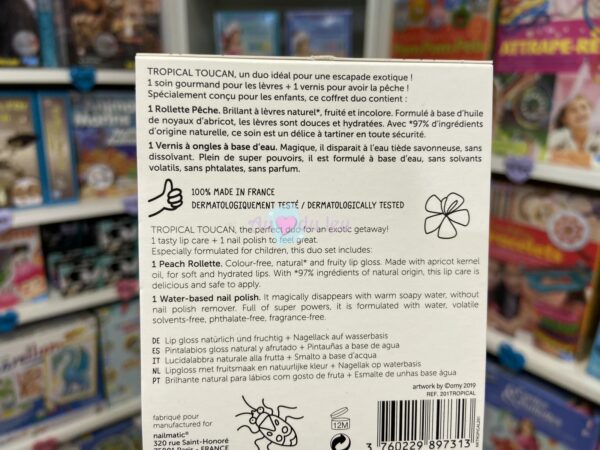 TROPICAL TOUCAN, un duo idéal pour une escapade exotique !
1 soin gourmand pour les lèvres + 1 vernis pour avoir la pêche !
Spécialement conçu pour les enfants, ce coffret duo contient :
1 Rollette Pêche. Brillant à lèvres naturel*, fruité et incolore. Formulé à base d'huile
de noyaux d'abricot, les lèvres sont douces et hydratées. Avec *97% d'ingrédients
d'origine naturelle, ce soin est un délice à tartiner en toute sécurité.
1 Vernis à ongles à base d'eau. Magique, il disparait à l'eau tiède savonneuse, sans
dissolvant. Plein de super pouvoirs, il est formulé à base d'eau, sans solvants
volatils, sans phtalates, sans parfum.
100% MADE IN FRANCE
DERMATOLOGIQUEMENT TESTÉ / DERMATOLOGICALLY TESTED
TROPICAL TOUCAN, the perfect duo for an exotic getaway!
1 tasty lip care + 1 nail polish to feel great.
Especially formulated for children, this duo set includes:
1 Peach Rollette. Colour-free, natural* and fruity lip gloss. Made with apricot kernel
oil, for soft and hydrated lips. With *97% ingredients of natural origin, this lip care is
delicious and safe to apply.
1 Water-based nail polish. It magically disappears with warm soapy water, without
nail polish remover. Full of super powers, it is formulated with water, volatile
solvents-free, phthalate-free, fragrance-free.
DE Lip gloss natürlich und fruchtig + Nagellack auf wasserbasis
ES Pintalabios gloss natural y afrutado + Pintauñas a base de agua
IT Lucidalabbra naturale alla frutta + Smalto a base d'acqua
NL Lipgloss met fruitsmaak en natuurlijke kleur + Nagellak op waterbasis
PT Brilhante natural para lábios com gosto de fruta + Esmalte de unhas base água
artwork by ©omy 2019
REF. 201TROPICAL
fabriqué pour
manufactured for
nailmatic®
320 rue Saint-Honoré
75001 Paris - FRANCE
12M
3 760229 897313
ATTRAPE-RÊ